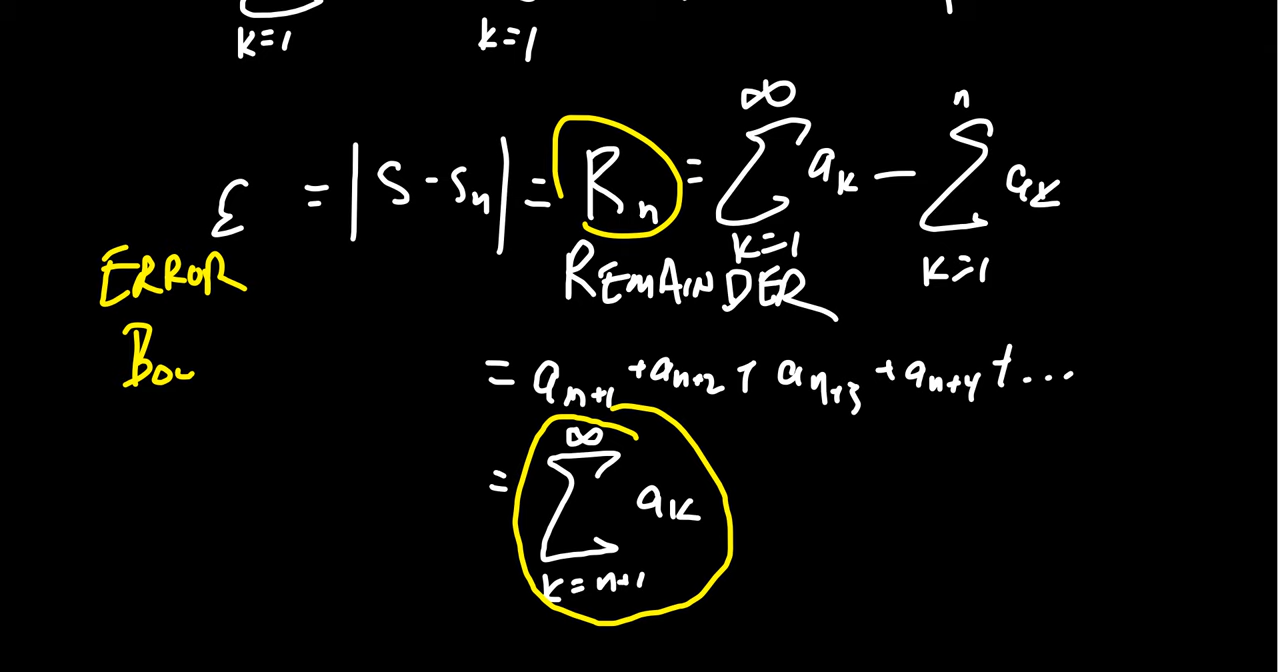 k=1 k=1
ε = |S - Sₙ| = Rₙ = ∞ ∑ k=1 aₖ - n ∑ k=1 aₖ
ERROR REMAINDER
Bou
= aₙ₊₁ + aₙ₊₂ + aₙ₊₃ + aₙ₊₄ + ...
= ∞ ∑ k=n+1 aₖ